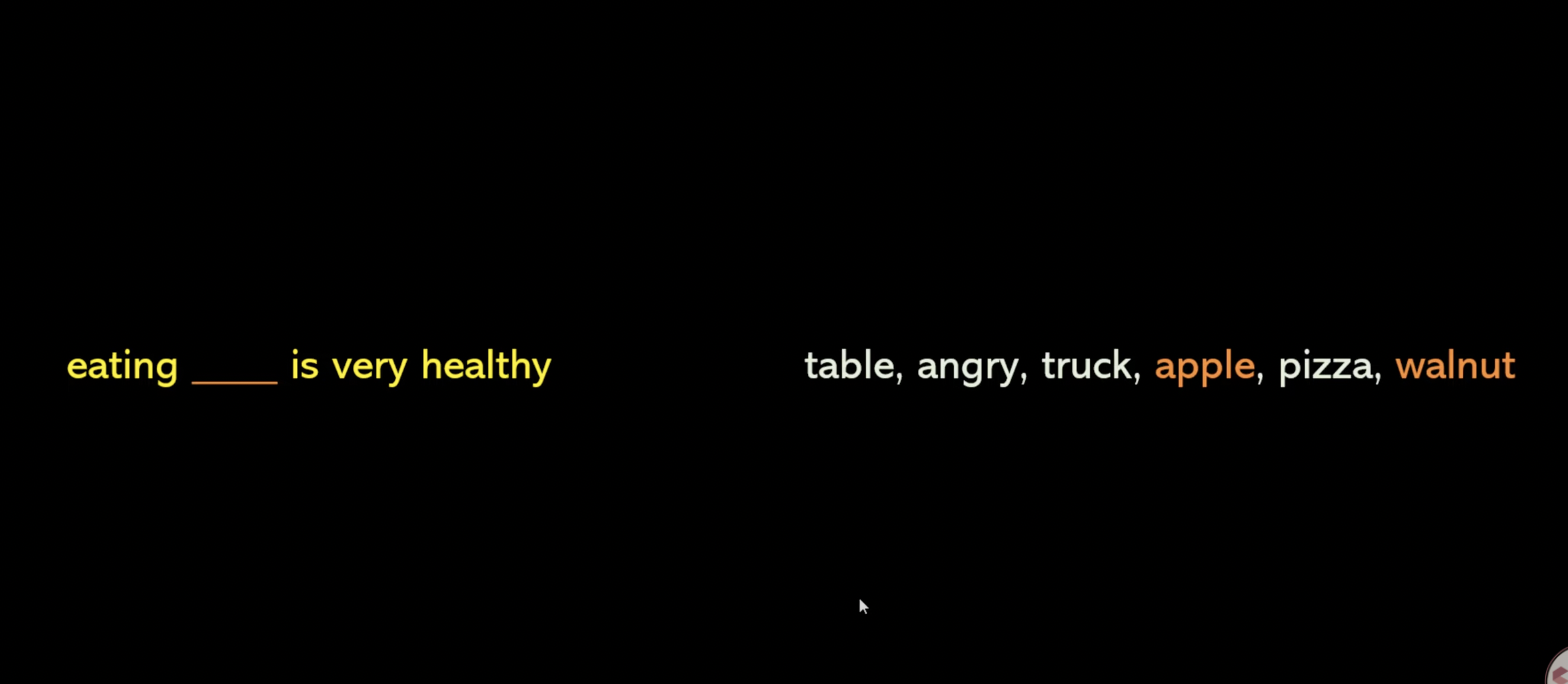 eating _____ is very healthy
table, angry, truck, apple, pizza, walnut